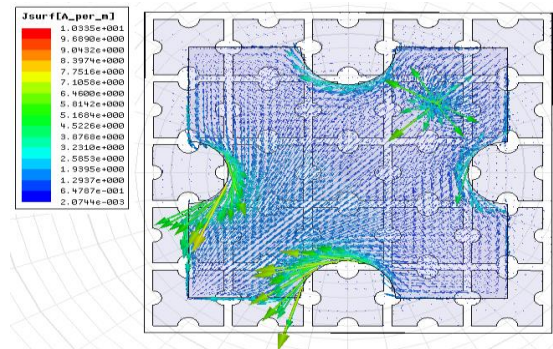 Jsurf[A_per_m]
1.0335e+001
9.6890e+000
9.0432e+000
8.3974e+000
7.7516e+000
7.1058e+000
6.4600e+000
5.8142e+000
5.1684e+000
4.5226e+000
3.8768e+000
3.2310e+000
2.5853e+000
1.9395e+000
1.2937e+000
6.4787e-001
2.0744e-003